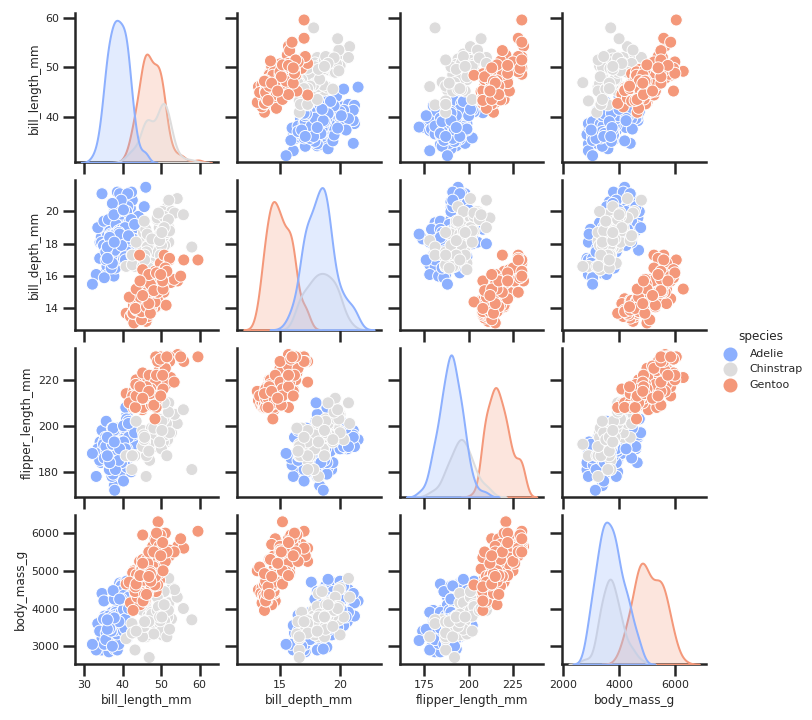 60
50
40
bill_length_mm
20
18
16
14
bill_depth_mm
220
200
180
flipper_length_mm
6000
5000
4000
3000
body_mass_g
30 40 50 60
bill_length_mm
15 20
bill_depth_mm
175 200 225
flipper_length_mm
2000 4000 6000
body_mass_g
species
Adelie
Chinstrap
Gentoo